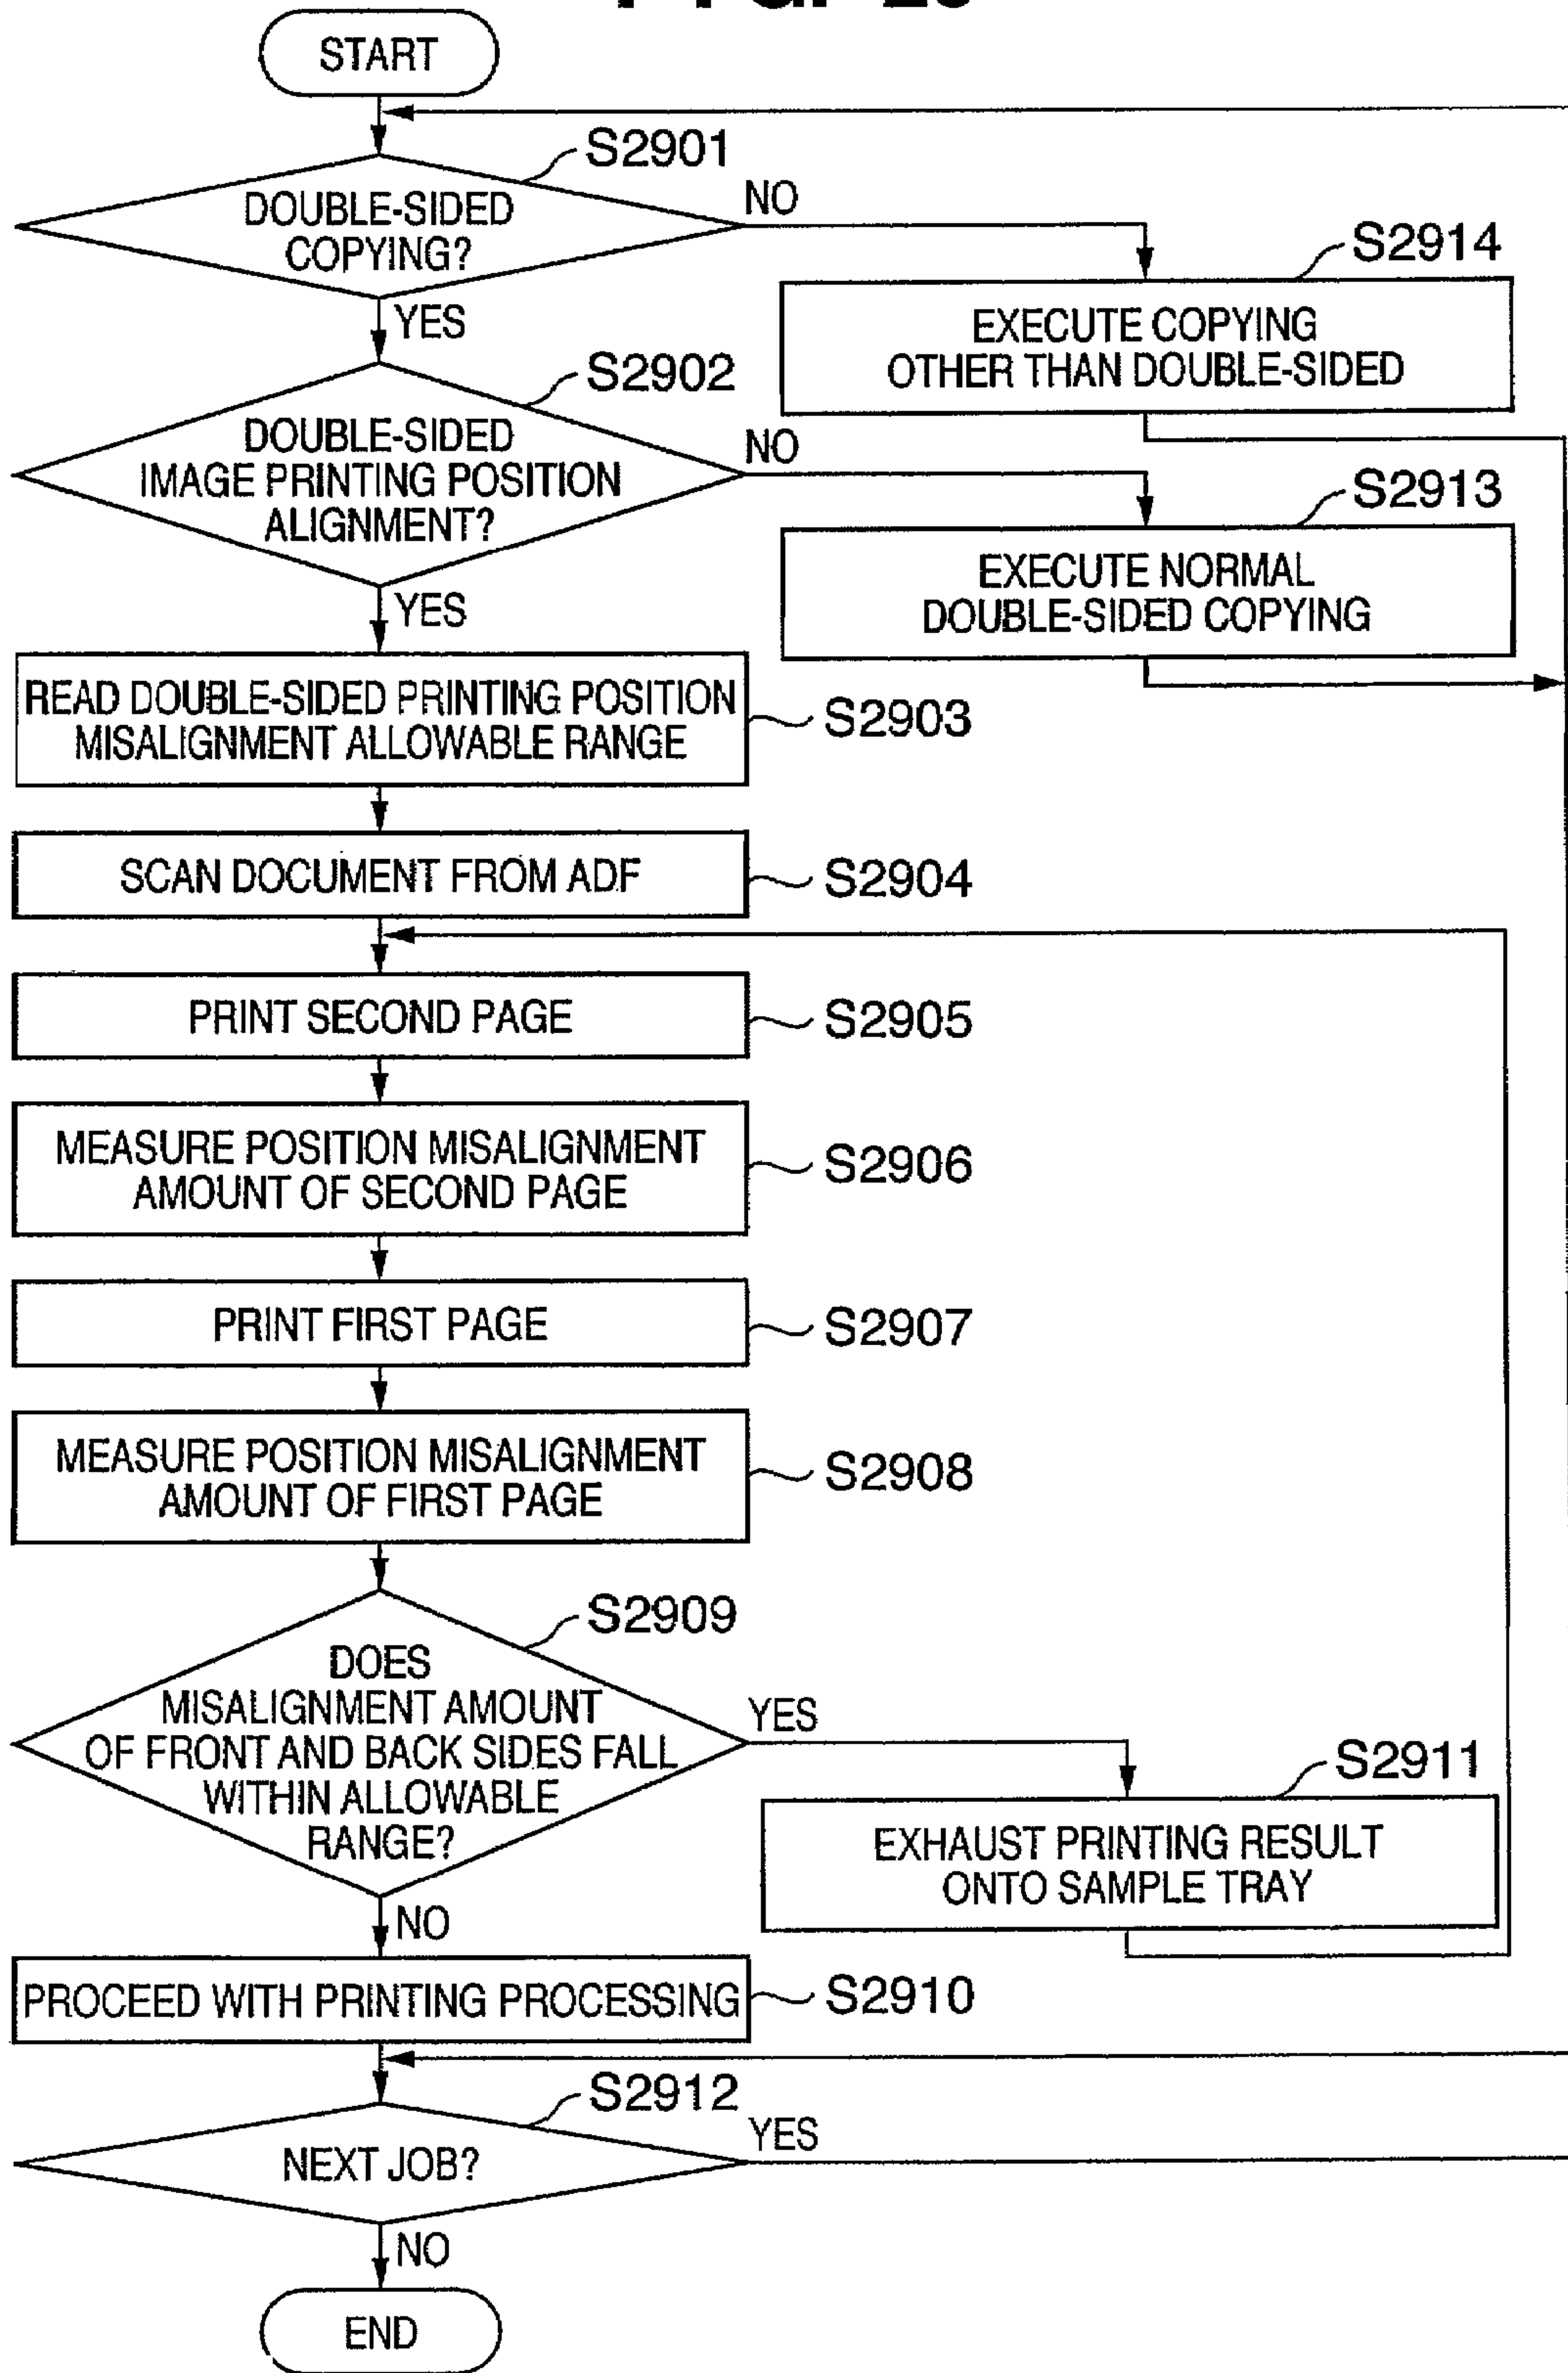 START
S2901
DOUBLE-SIDED
COPYING?
NO
YES
S2914
EXECUTE COPYING
OTHER THAN DOUBLE-SIDED
S2902
DOUBLE-SIDED
IMAGE PRINTING POSITION
ALIGNMENT?
NO
YES
S2913
EXECUTE NORMAL
DOUBLE-SIDED COPYING
READ DOUBLE-SIDED PRINTING POSITION
MISALIGNMENT ALLOWABLE RANGE
S2903
SCAN DOCUMENT FROM ADF
S2904
PRINT SECOND PAGE
S2905
MEASURE POSITION MISALIGNMENT
AMOUNT OF SECOND PAGE
S2906
PRINT FIRST PAGE
S2907
MEASURE POSITION MISALIGNMENT
AMOUNT OF FIRST PAGE
S2908
S2909
DOES
MISALIGNMENT AMOUNT
OF FRONT AND BACK SIDES FALL
WITHIN ALLOWABLE
RANGE?
YES
NO
S2911
EXHAUST PRINTING RESULT
ONTO SAMPLE TRAY
PROCEED WITH PRINTING PROCESSING
S2910
S2912
NEXT JOB?
YES
NO
END